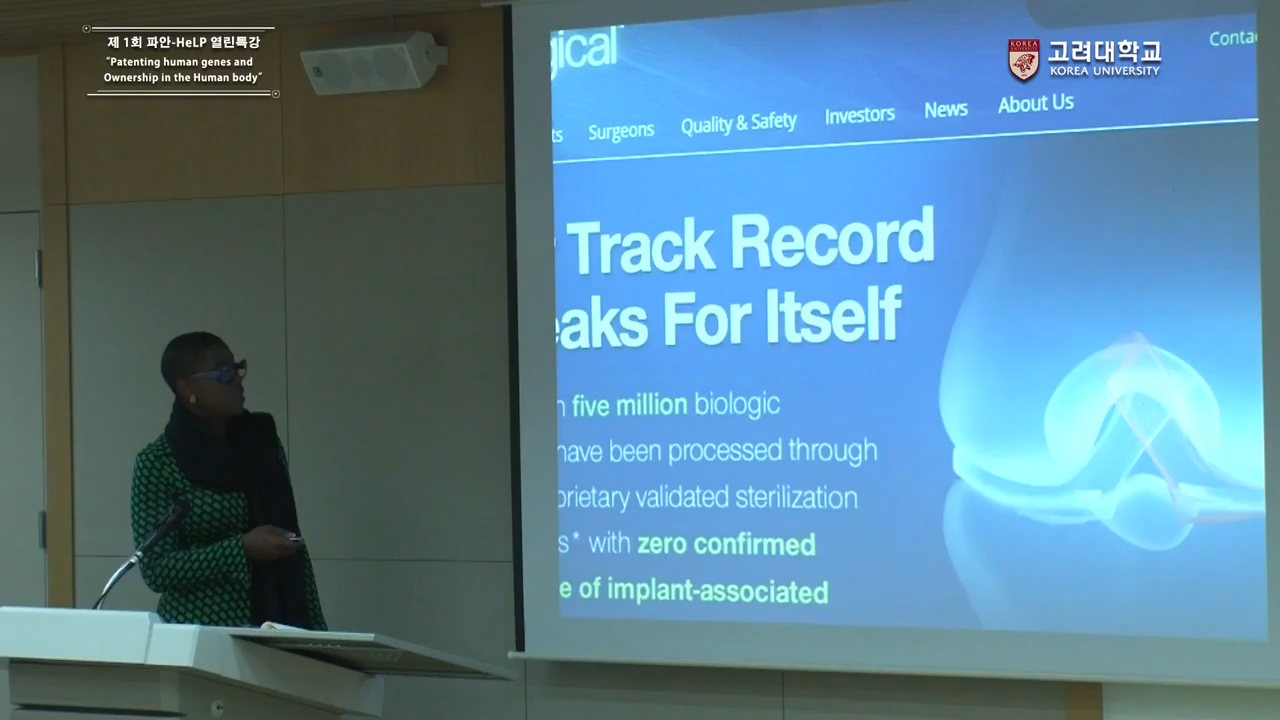 제 1회 파안-HeLP 열린특강
"Patenting human genes and
Ownership in the Human body"
KOREA
고려대학교
KOREA UNIVERSITY
gical
Conta
ts Surgeons Quality & Safety Investors News About Us
Track Record
eaks For Itself
n five million biologic
have been processed through
prietary validated sterilization
s* with zero confirmed
e of implant-associated